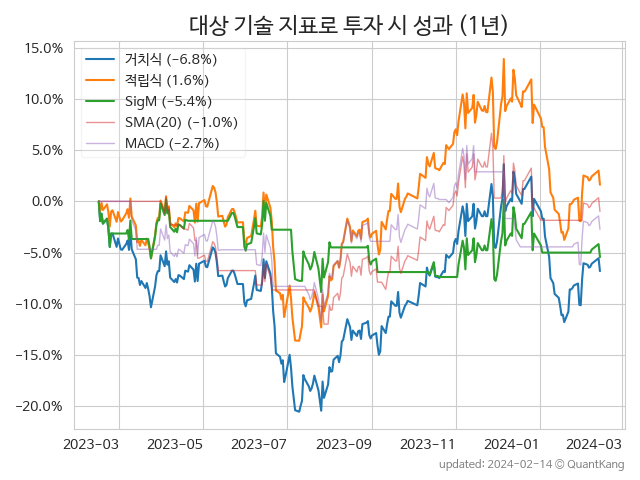 대상 기술 지표로 투자 시 성과 (1년)
15.0%
10.0%
5.0%
0.0%
−5.0%
−10.0%
−15.0%
−20.0%
거치식 (−6.8%)
적립식 (1.6%)
SigM (−5.4%)
SMA(20) (−1.0%)
MACD (−2.7%)
2023-03 2023-05 2023-07 2023-09 2023-11 2024-01 2024-03
updated: 2024-02-14 ⓒ QuantKang